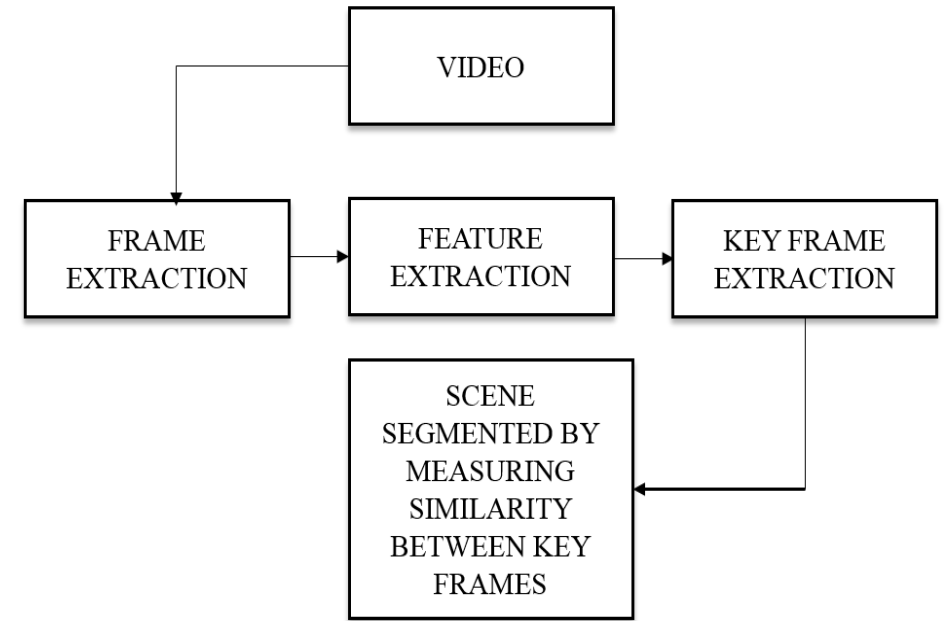 VIDEO
FRAME
EXTRACTION
FEATURE
EXTRACTION
KEY FRAME
EXTRACTION
SCENE
SEGMENTED BY
MEASURING
SIMILARITY
BETWEEN KEY
FRAMES